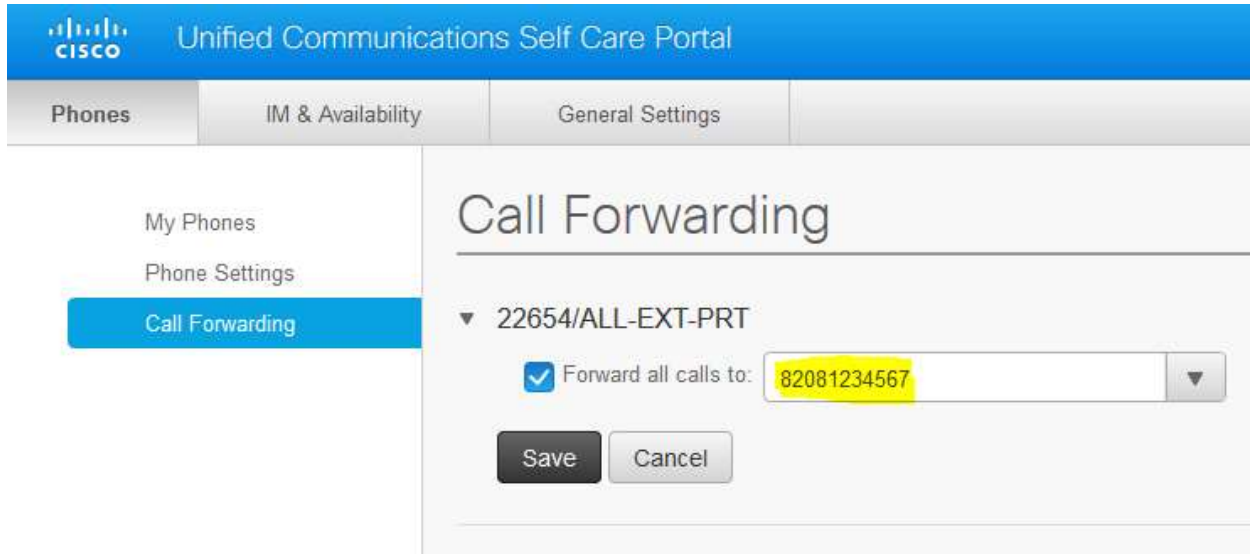 CISCO Unified Communications Self Care Portal
Phones IM & Availability General Settings
My Phones
Phone Settings
Call Forwarding
Call Forwarding
22654/ALL-EXT-PRT
Forward all calls to: 82081234567
Save Cancel